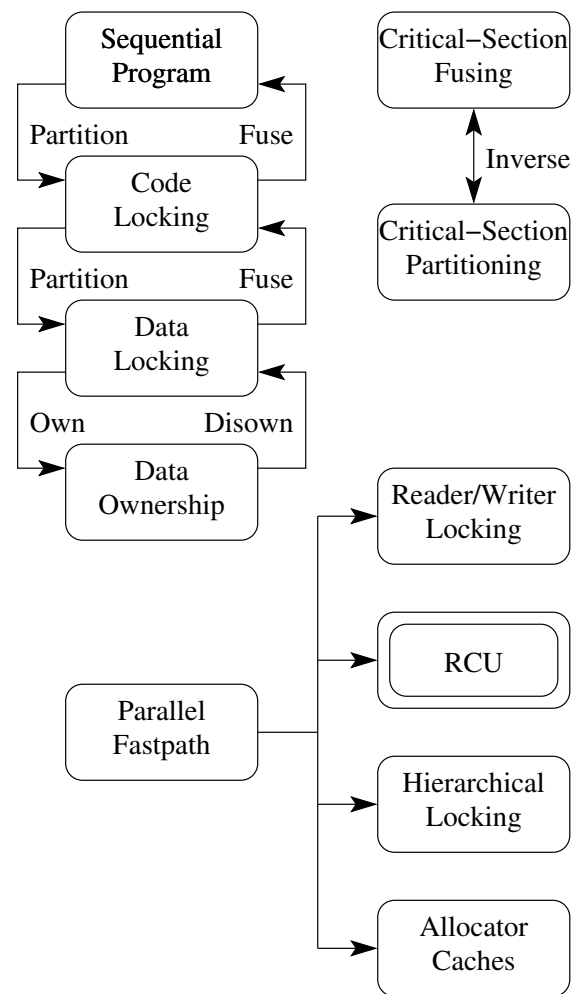 Sequential
Program
Critical−Section
Fusing
Partition
Fuse
Inverse
Code
Locking
Critical−Section
Partitioning
Partition
Fuse
Data
Locking
Own
Disown
Data
Ownership
Reader/Writer
Locking
RCU
Parallel
Fastpath
Hierarchical
Locking
Allocator
Caches